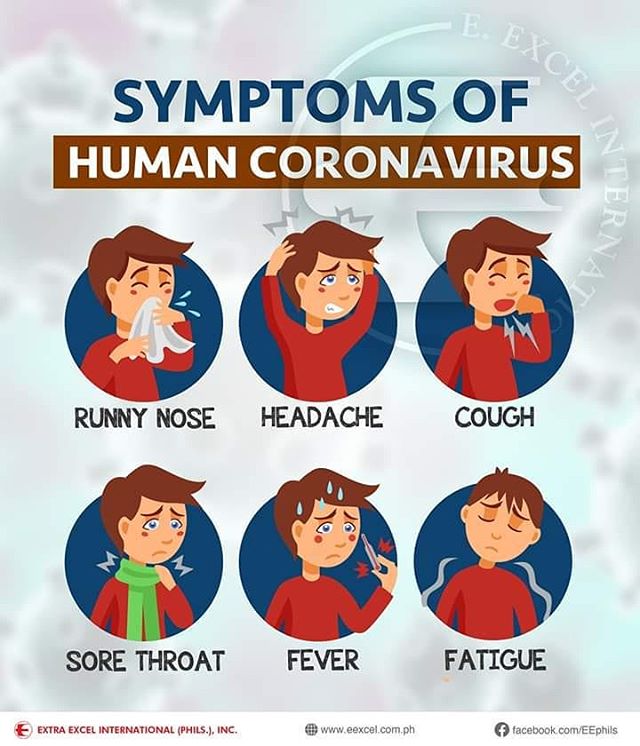 E. EXCEL INTERNATIO
SYMPTOMS OF
HUMAN CORONAVIRUS
RUNNY NOSE
HEADACHE
COUGH
SORE THROAT
FEVER
FATIGUE
EXTRA EXCEL INTERNATIONAL (PHILS.), INC.
www.eexcel.com.ph
facebook.com/EEphils